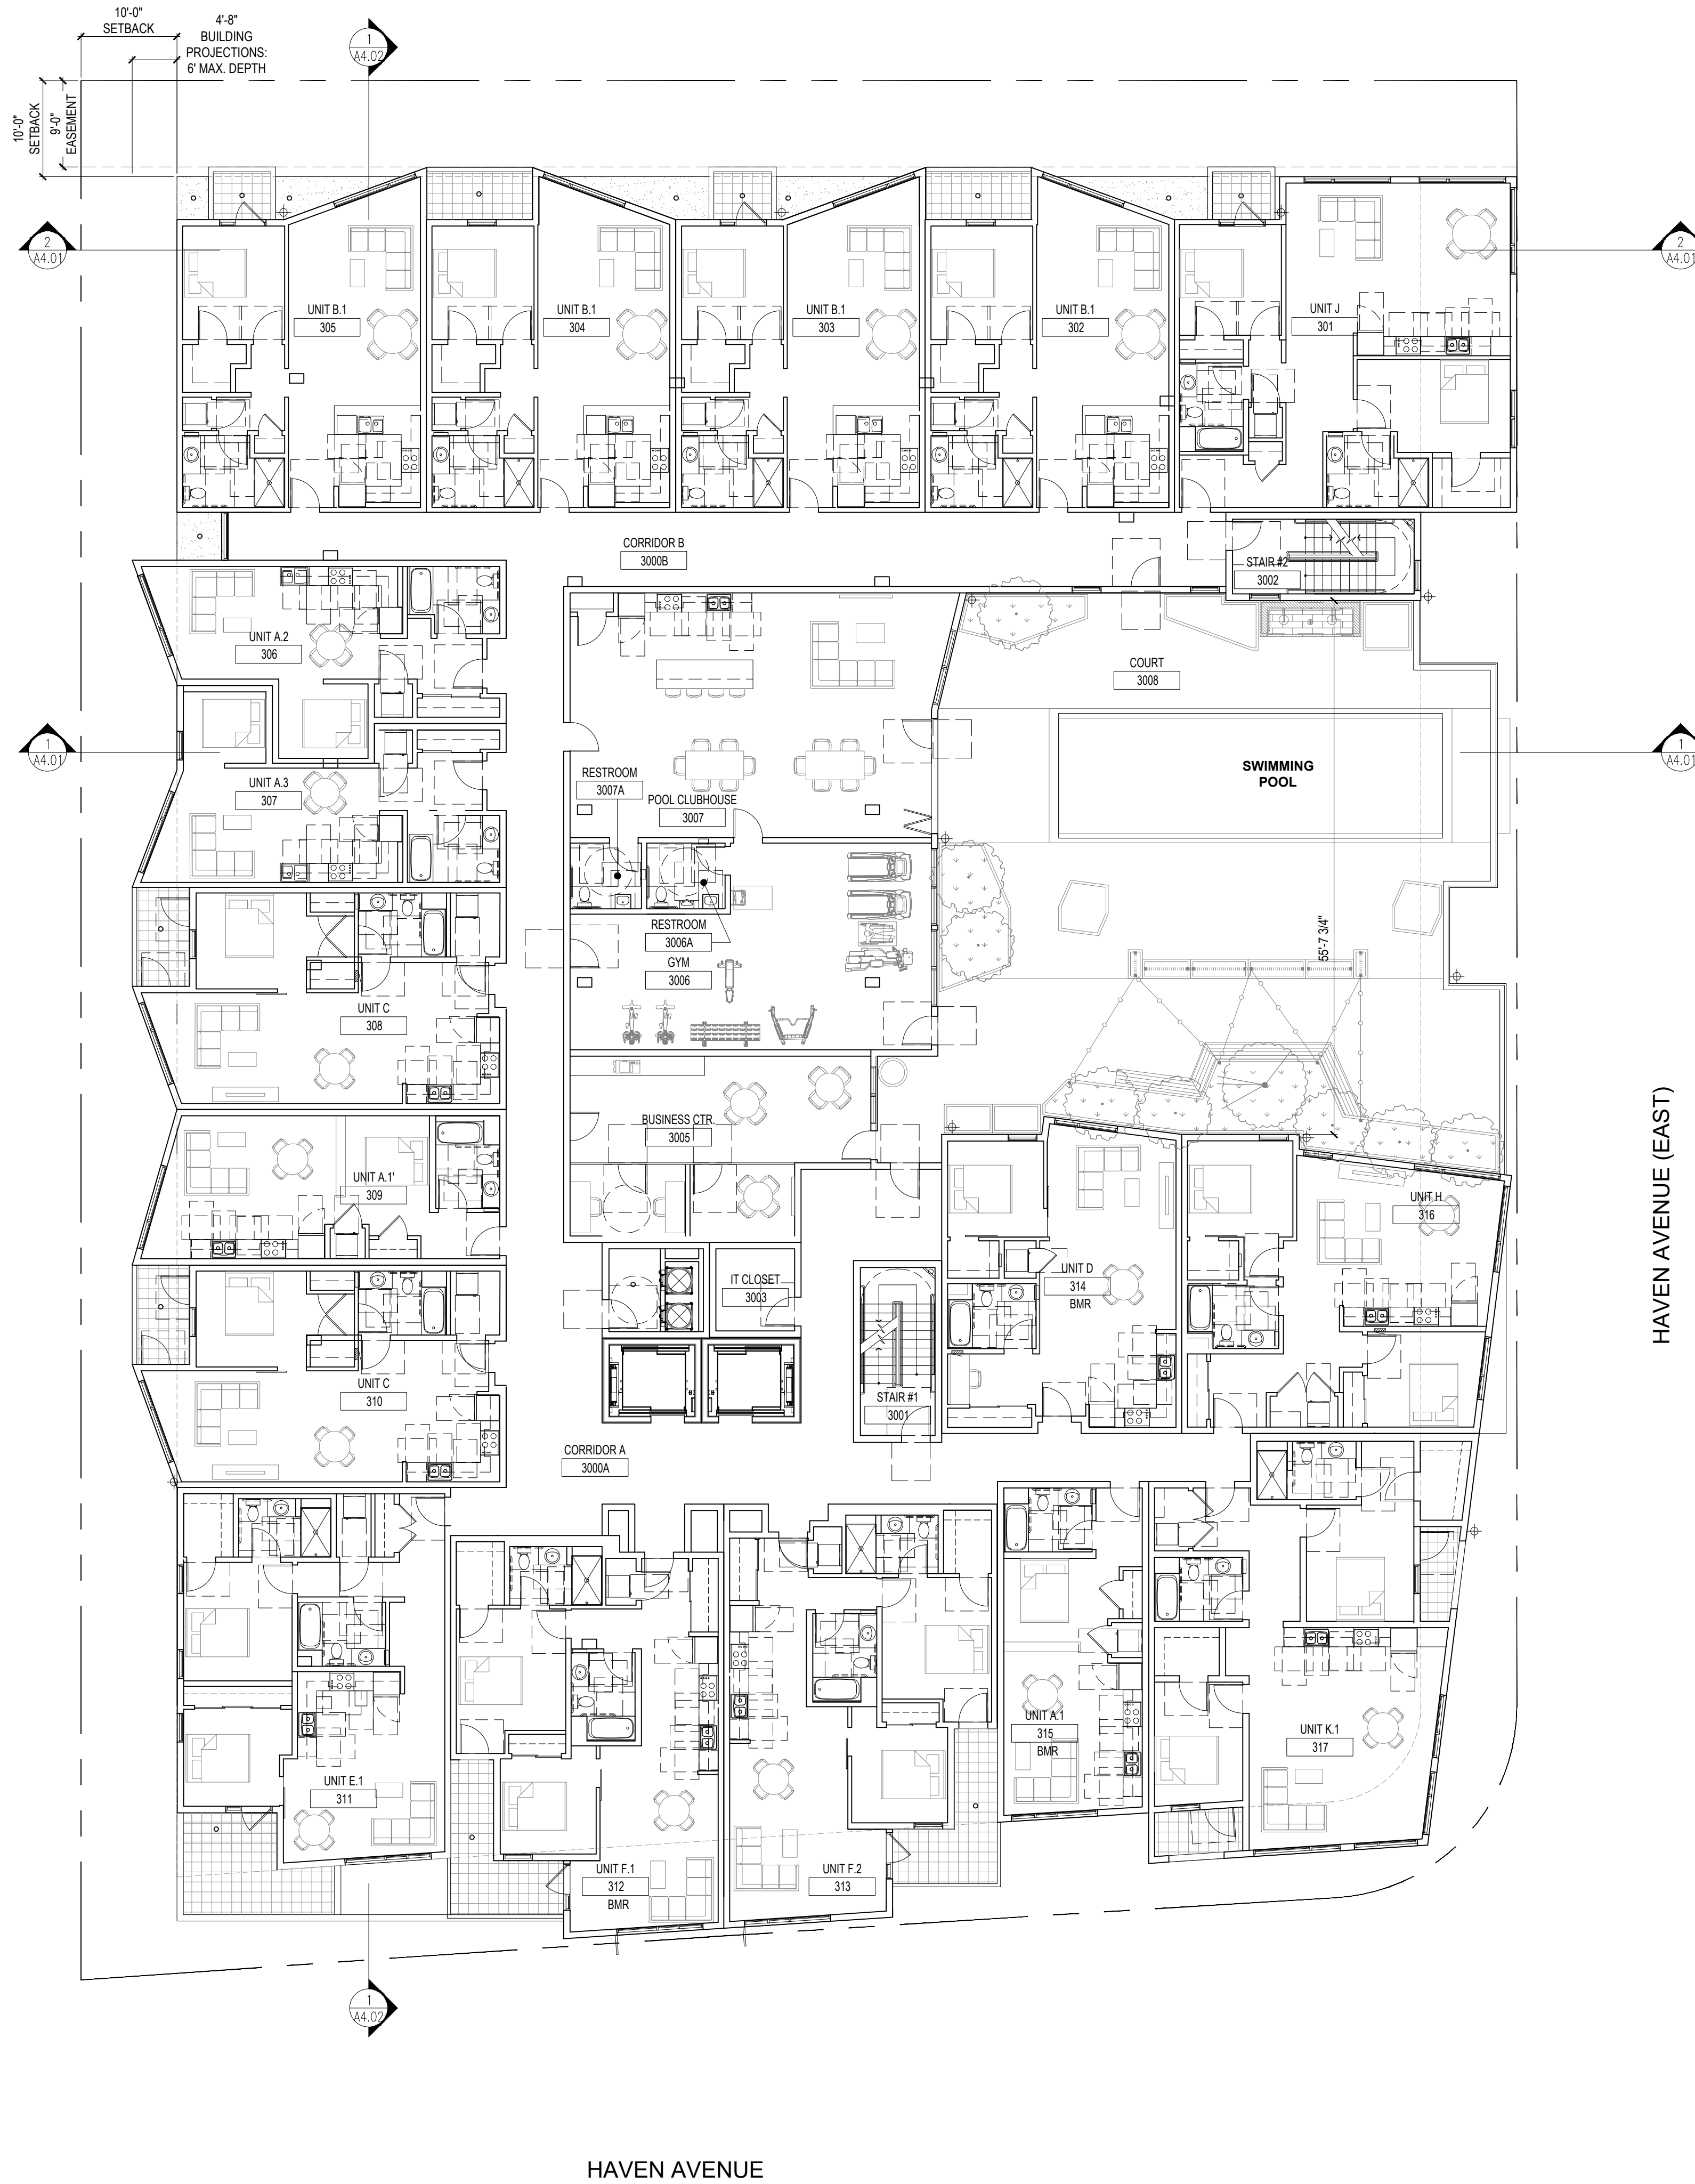 10'-0"
SETBACK
4'-8"
BUILDING
PROJECTIONS:
6' MAX. DEPTH
1
A4.02
10'-0"
SETBACK
9'-0"
EASEMENT
2
A4.01
2
A4.01
UNIT B.1
305
UNIT B.1
304
UNIT B.1
303
UNIT B.1
302
UNIT J
301
CORRIDOR B
3000B
STAIR #2
3002
UNIT A.2
306
COURT
3008
1
A4.01
1
A4.01
SWIMMING
POOL
UNIT A.3
307
RESTROOM
3007A
POOL CLUBHOUSE
3007
RESTROOM
3006A
GYM
3006
55'-7 3/4"
UNIT C
308
BUSINESS CTR.
3005
HAVEN AVENUE (EAST)
UNIT A.1'
309
UNIT H
316
IT CLOSET
3003
UNIT D
314
BMR
UNIT C
310
STAIR #1
3001
CORRIDOR A
3000A
UNIT A.1
315
BMR
UNIT K.1
317
UNIT E.1
311
UNIT F.1
312
BMR
UNIT F.2
313
1
A4.02
HAVEN AVENUE